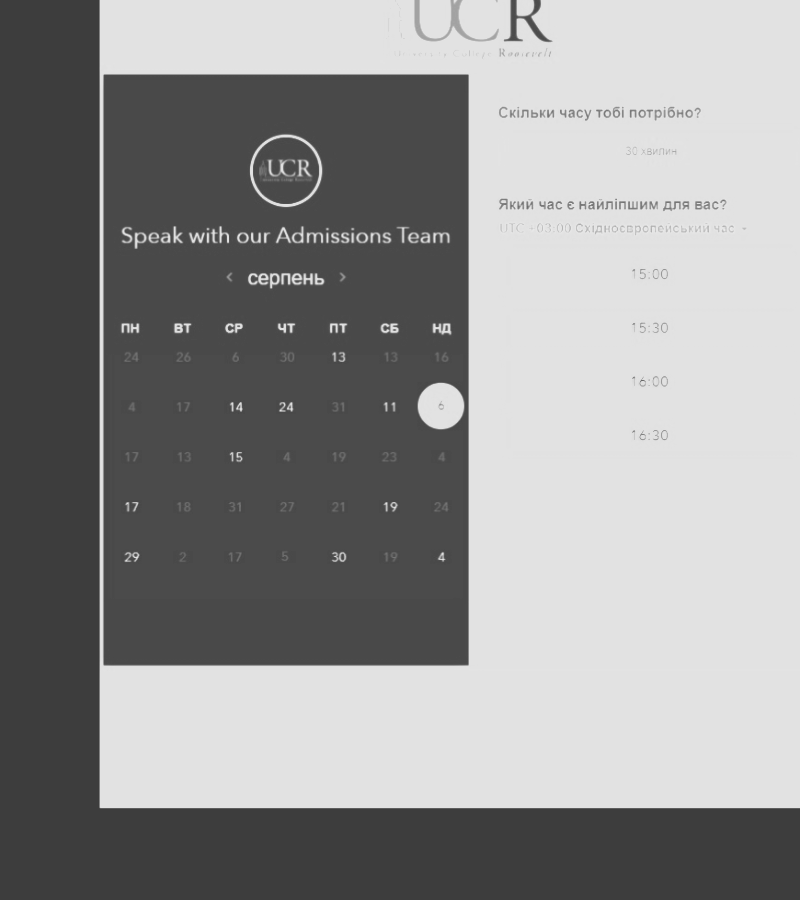 UCR
University College Roosevelt
UCR
Speak with our Admissions Team
‹ серпень ›
ПН ВТ СР ЧТ ПТ СБ НД
24 26 6 30 13 13 16
4 17 14 24 31 11 6
17 13 15 4 19 23 4
17 18 31 27 21 19 24
29 2 17 5 30 19 4
Скільки часу тобі потрібно?
30 хвилин
Який час є найліпшим для вас?
UTC +03:00 Східноєвропейський час
15:00
15:30
16:00
16:30